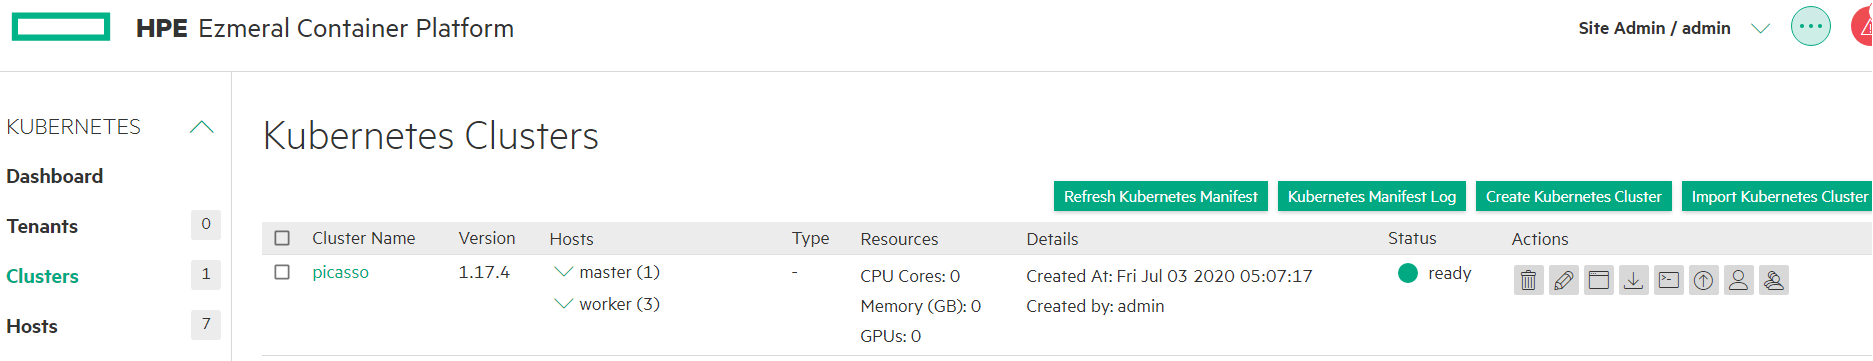 HPE Ezmeral Container Platform
Site Admin / admin
KUBERNETES
Dashboard
Tenants 0
Clusters 1
Hosts 7
Kubernetes Clusters
Refresh Kubernetes Manifest Kubernetes Manifest Log Create Kubernetes Cluster Import Kubernetes Cluster
Cluster Name Version Hosts Type Resources Details Status Actions
picasso 1.17.4 master (1) - CPU Cores: 0 Created At: Fri Jul 03 2020 05:07:17 ready
worker (3) Memory (GB): 0 Created by: admin
GPUs: 0